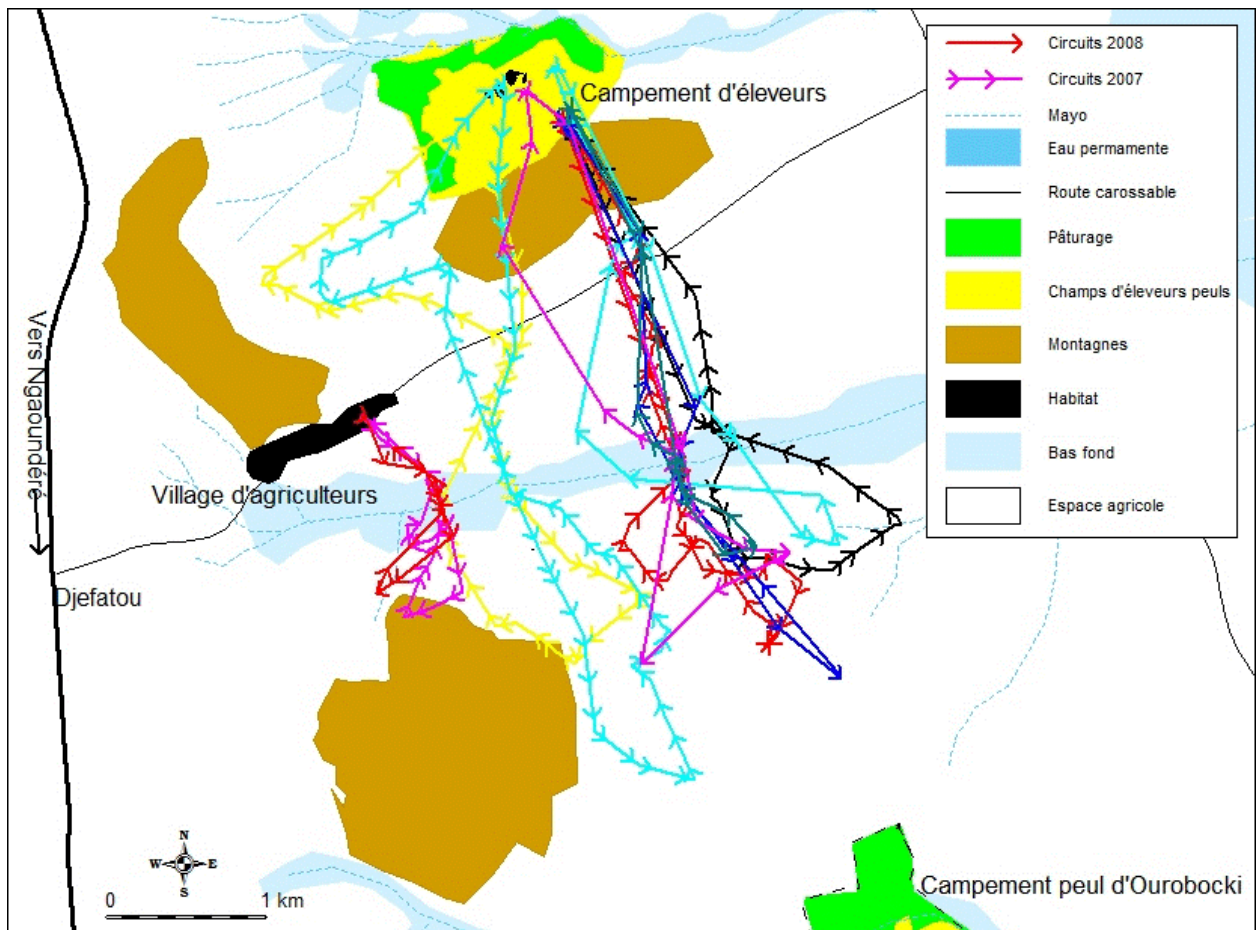 Circuits 2008
Circuits 2007
Mayo
Eau permamente
Route carossable
Pâturage
Champs d'éleveurs peuls
Montagnes
Habitat
Bas fond
Espace agricole
Campement d'éleveurs
Vers Ngaoundéré
Village d'agriculteurs
Djefatou
Campement peul d'Ourobocki
N
W E
S
0 1 km